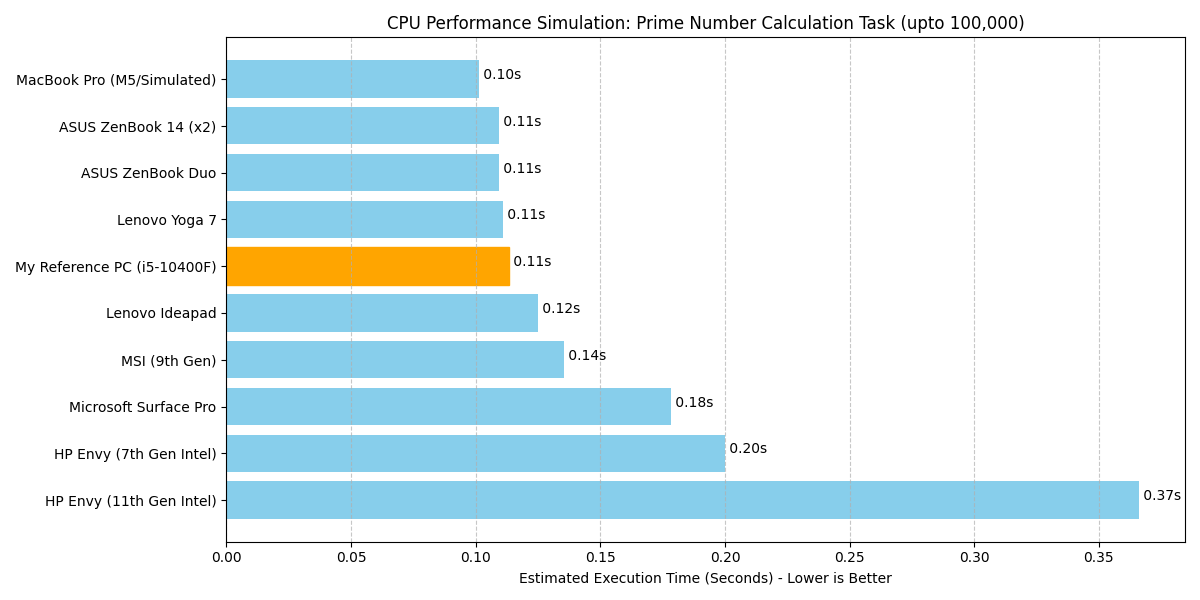 CPU Performance Simulation: Prime Number Calculation Task (upto 100,000)
MacBook Pro (M5/Simulated) 0.10s
ASUS ZenBook 14 (x2) 0.11s
ASUS ZenBook Duo 0.11s
Lenovo Yoga 7 0.11s
My Reference PC (i5-10400F) 0.11s
Lenovo Ideapad 0.12s
MSI (9th Gen) 0.14s
Microsoft Surface Pro 0.18s
HP Envy (7th Gen Intel) 0.20s
HP Envy (11th Gen Intel) 0.37s
0.00 0.05 0.10 0.15 0.20 0.25 0.30 0.35
Estimated Execution Time (Seconds) - Lower is Better